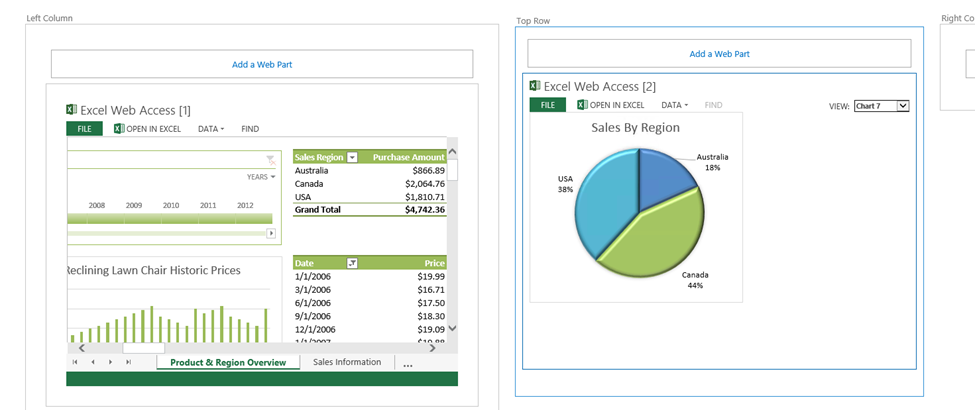 Left Column
Add a Web Part
Excel Web Access [1]
FILE OPEN IN EXCEL DATA FIND
YEARS
2008 2009 2010 2011 2012
Sales Region Purchase Amount
Australia $866.89
Canada $2,064.76
USA $1,810.71
Grand Total $4,742.36
Reclining Lawn Chair Historic Prices
Date Price
1/1/2006 $19.99
3/1/2006 $16.71
6/1/2006 $17.50
9/1/2006 $18.30
12/1/2006 $19.09
Product & Region Overview Sales Information ...
Top Row
Add a Web Part
Excel Web Access [2]
FILE OPEN IN EXCEL DATA FIND VIEW: Chart 7
Sales By Region
Australia
18%
USA
38%
Canada
44%
Right Co